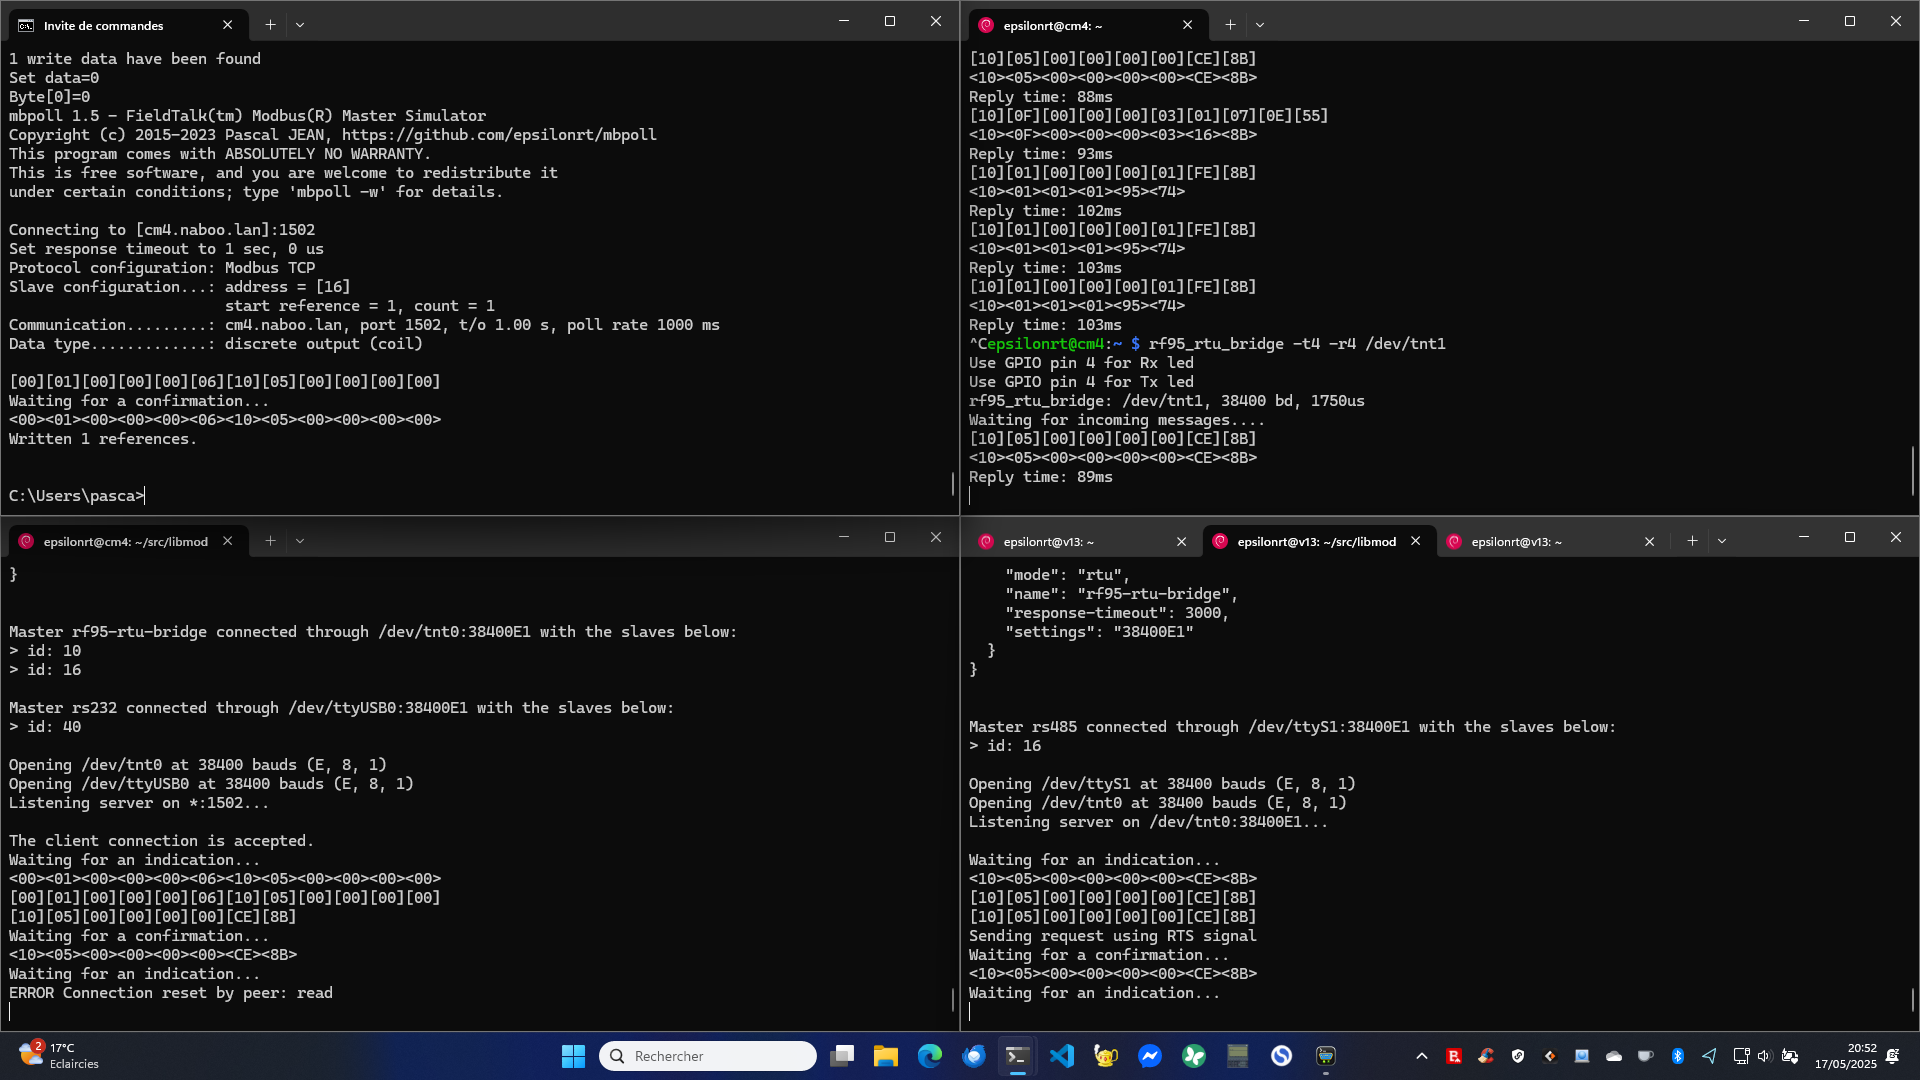 Invite de commandes
1 write data have been found
Set data=0
Byte[0]=0
mbpoll 1.5 - FieldTalk(tm) Modbus(R) Master Simulator
Copyright (c) 2015-2023 Pascal JEAN, https://github.com/epsilonrt/mbpoll
This program comes with ABSOLUTELY NO WARRANTY.
This is free software, and you are welcome to redistribute it
under certain conditions; type 'mbpoll -w' for details.
Connecting to [cm4.naboo.lan]:1502
Set response timeout to 1 sec, 0 us
Protocol configuration: Modbus TCP
Slave configuration...: address = [16]
start reference = 1, count = 1
Communication.........: cm4.naboo.lan, port 1502, t/o 1.00 s, poll rate 1000 ms
Data type.............: discrete output (coil)
[00][01][00][00][00][06][10][05][00][00][00][00]
Waiting for a confirmation...
<00><01><00><00><00><06><10><05><00><00><00><00>
Written 1 references.
C:\Users\pasca>
epsilonrt@cm4: ~
[10][05][00][00][00][00][CE][8B]
<10><05><00><00><00><00><CE><8B>
Reply time: 88ms
[10][0F][00][00][00][03][01][07][0E][55]
<10><0F><00><00><00><03><16><8B>
Reply time: 93ms
[10][01][00][00][00][01][FE][8B]
<10><01><01><01><95><74>
Reply time: 102ms
[10][01][00][00][00][01][FE][8B]
<10><01><01><01><95><74>
Reply time: 103ms
[10][01][00][00][00][01][FE][8B]
<10><01><01><01><95><74>
Reply time: 103ms
^Cepsilonrt@cm4:~ $ rf95_rtu_bridge -t4 -r4 /dev/tnt1
Use GPIO pin 4 for Rx led
Use GPIO pin 4 for Tx led
rf95_rtu_bridge: /dev/tnt1, 38400 bd, 1750us
Waiting for incoming messages....
[10][05][00][00][00][00][CE][8B]
<10><05><00><00><00><00><CE><8B>
Reply time: 89ms
epsilonrt@cm4: ~/src/libmod
}
Master rf95-rtu-bridge connected through /dev/tnt0:38400E1 with the slaves below:
> id: 10
> id: 16
Master rs232 connected through /dev/ttyUSB0:38400E1 with the slaves below:
> id: 40
Opening /dev/tnt0 at 38400 bauds (E, 8, 1)
Opening /dev/ttyUSB0 at 38400 bauds (E, 8, 1)
Listening server on *:1502...
The client connection is accepted.
Waiting for an indication...
<00><01><00><00><00><06><10><05><00><00><00><00>
[00][01][00][00][00][06][10][05][00][00][00][00]
[10][05][00][00][00][00][CE][8B]
Waiting for a confirmation...
<10><05><00><00><00><00><CE><8B>
Waiting for an indication...
ERROR Connection reset by peer: read
epsilonrt@v13: ~
epsilonrt@v13: ~/src/libmod
epsilonrt@v13: ~
"mode": "rtu",
"name": "rf95-rtu-bridge",
"response-timeout": 3000,
"settings": "38400E1"
}
}
Master rs485 connected through /dev/ttyS1:38400E1 with the slaves below:
> id: 16
Opening /dev/ttyS1 at 38400 bauds (E, 8, 1)
Opening /dev/tnt0 at 38400 bauds (E, 8, 1)
Listening server on /dev/tnt0:38400E1...
Waiting for an indication...
<10><05><00><00><00><00><CE><8B>
[10][05][00][00][00][00][CE][8B]
[10][05][00][00][00][00][CE][8B]
Sending request using RTS signal
Waiting for a confirmation...
<10><05><00><00><00><00><CE><8B>
Waiting for an indication...
2
17°C
Eclaircies
Rechercher
20:52
17/05/2025